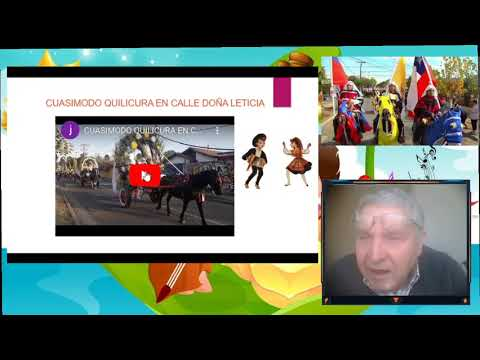 CUASIMODO QUILICURA EN CALLE DOÑA LETICIA
j CUASIMODO QUILICURA EN C...